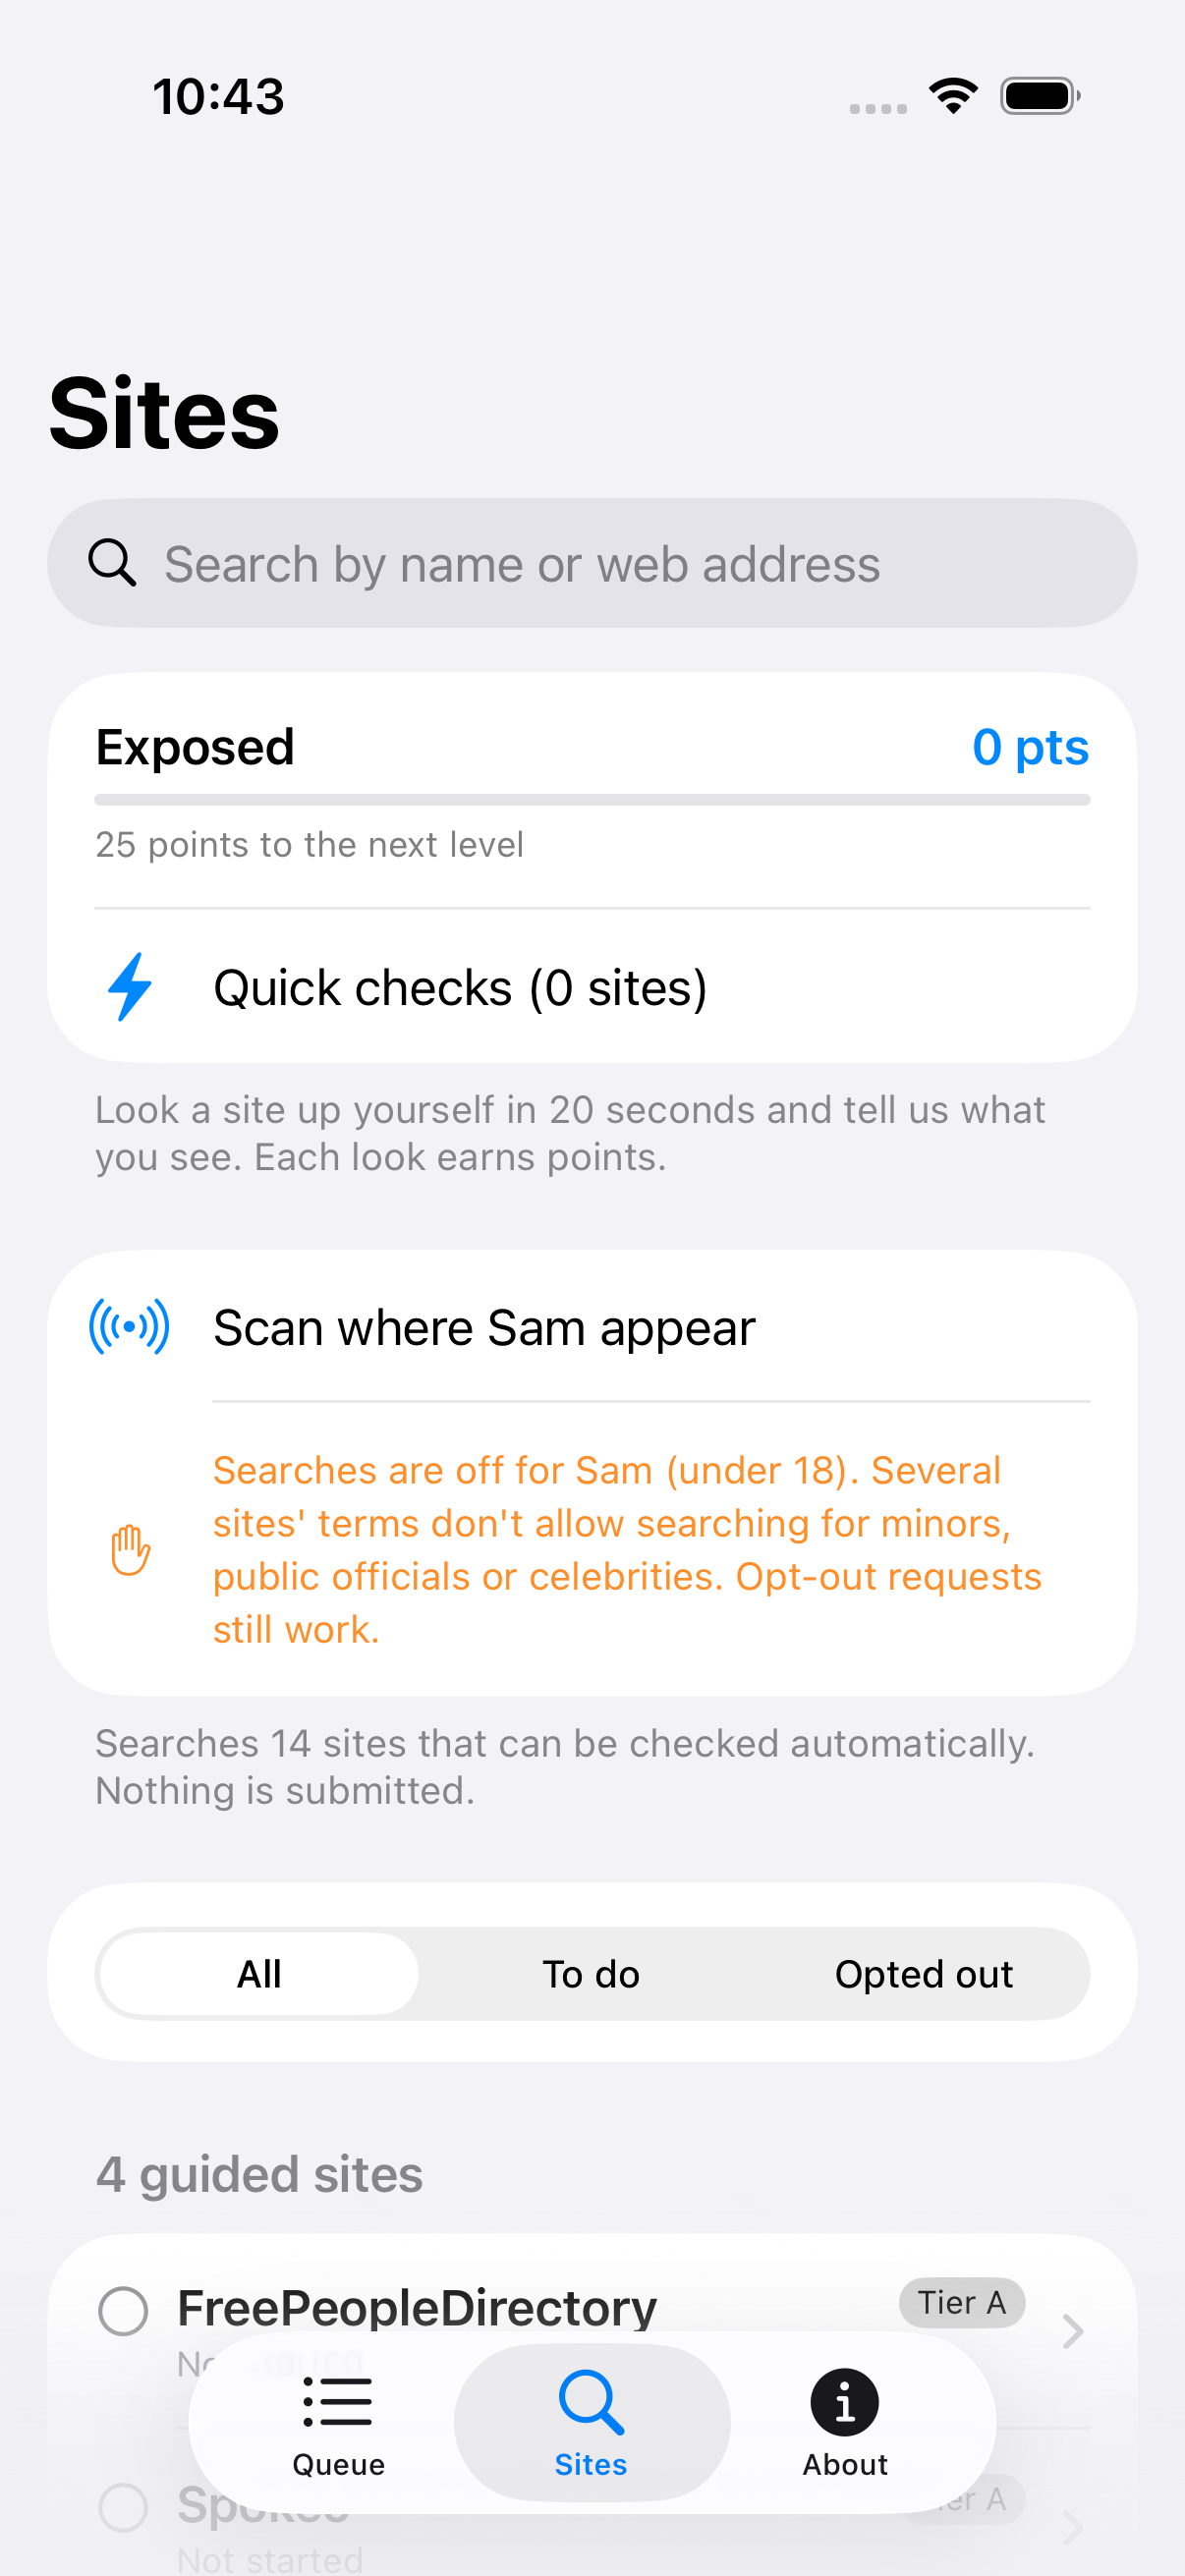 10:43
Sites
Search by name or web address
Exposed
0 pts
25 points to the next level
Quick checks (0 sites)
Look a site up yourself in 20 seconds and tell us what
you see. Each look earns points.
Scan where Sam appear
Searches are off for Sam (under 18). Several
sites' terms don't allow searching for minors,
public officials or celebrities. Opt-out requests
still work.
Searches 14 sites that can be checked automatically.
Nothing is submitted.
All
To do
Opted out
4 guided sites
FreePeopleDirectory
Tier A
Queue
Sites
About
Not started